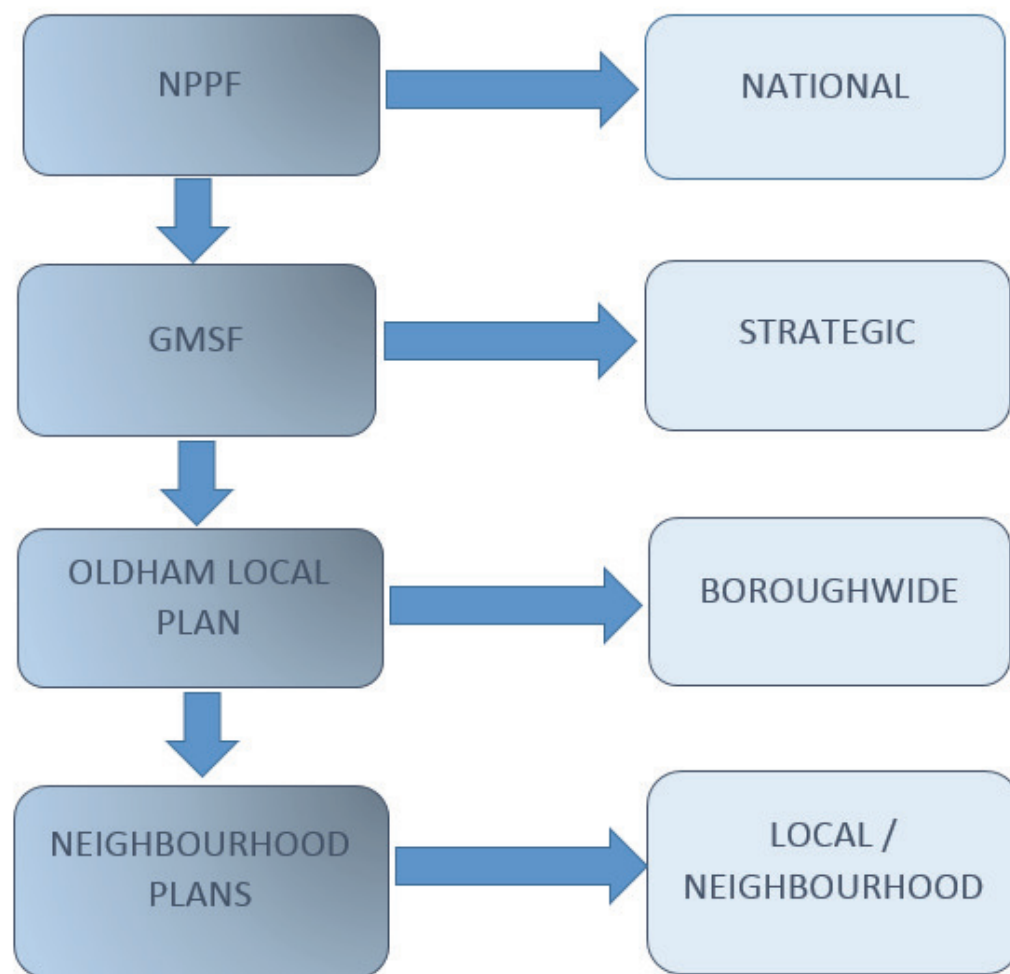 NPPF
NATIONAL
GMSF
STRATEGIC
OLDHAM LOCAL
PLAN
BOROUGHWIDE
NEIGHBOURHOOD
PLANS
LOCAL /
NEIGHBOURHOOD